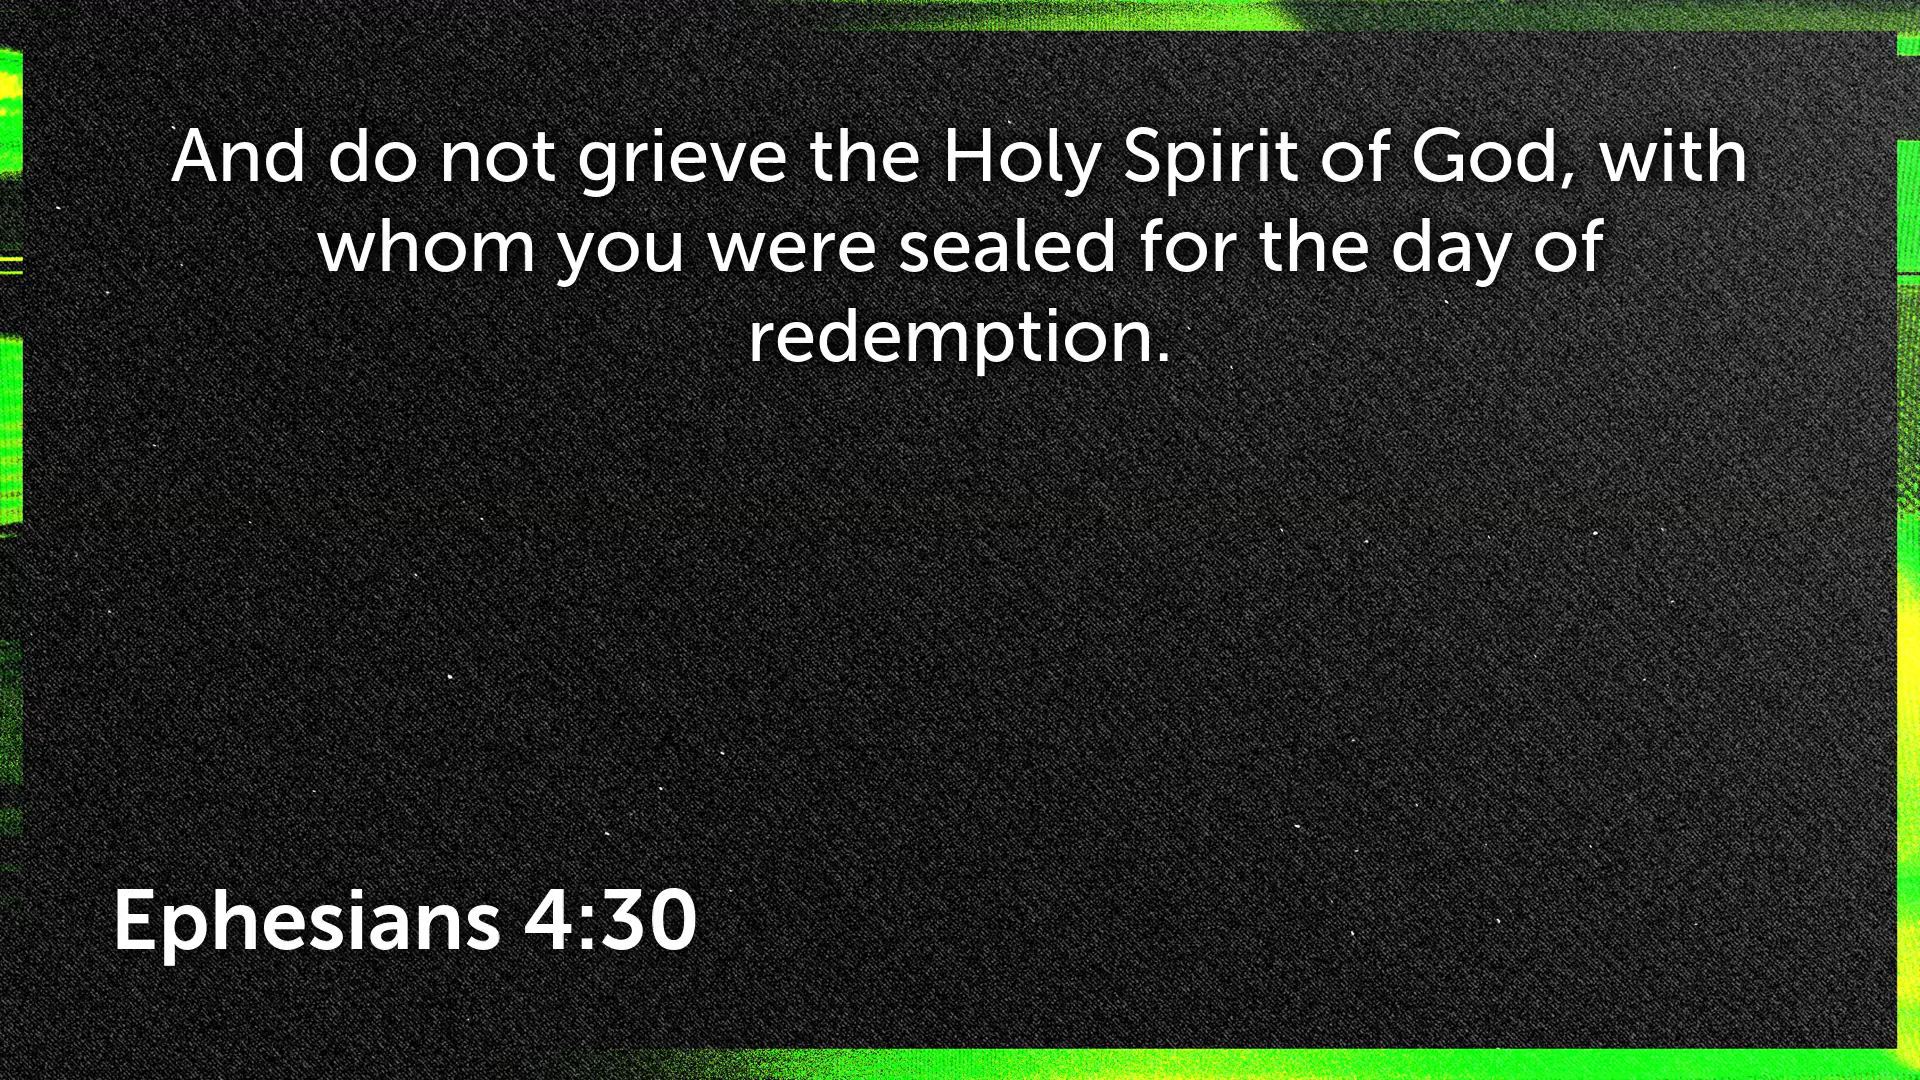 And do not grieve the Holy Spirit of God, with
whom you were sealed for the day of
redemption.
Ephesians 4:30